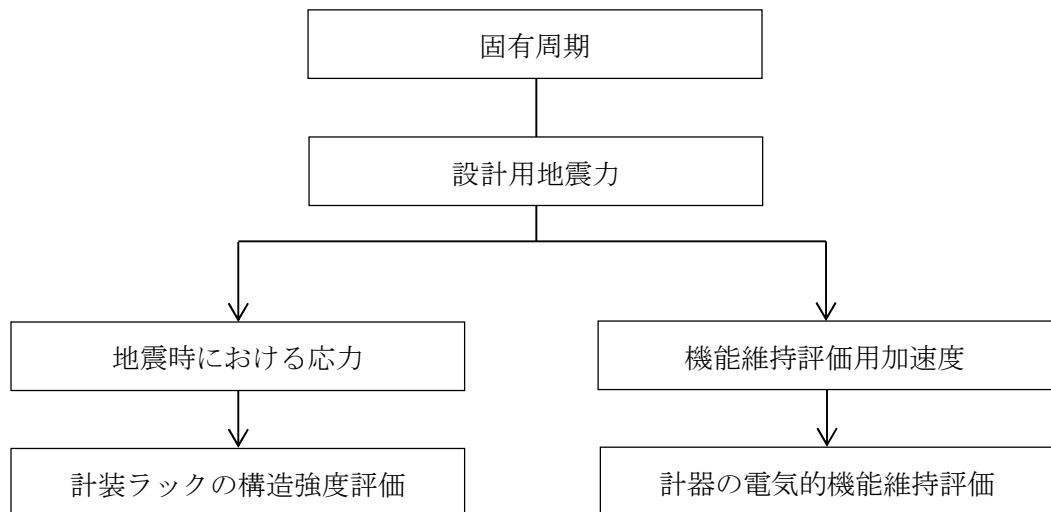 固有周期
設計用地震力
地震時における応力
機能維持評価用加速度
計装ラックの構造強度評価
計器の電気的機能維持評価